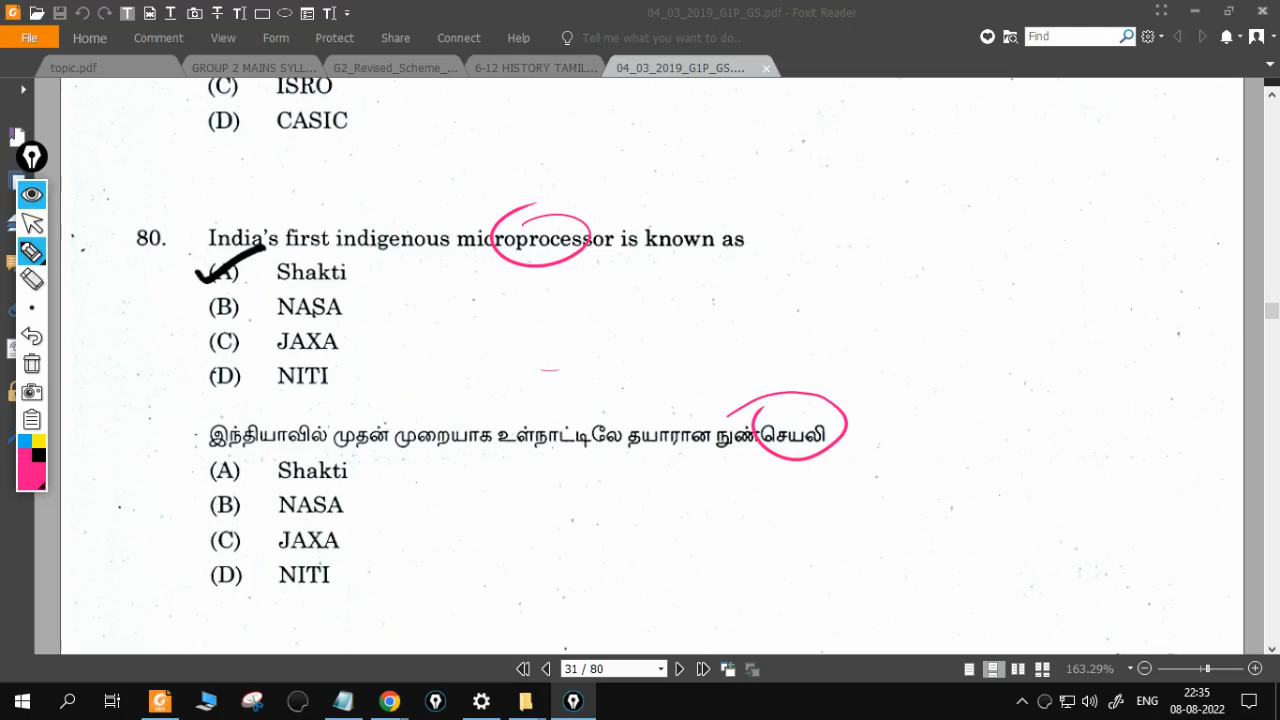 04_03_2019_G1P_GS.pdf - Foxit Reader
File Home Comment View Form Protect Share Connect Help Tell me what you want to do.. Find
topic.pdf GROUP 2 MAINS SYLL... G2_Revised_Scheme_... 6-12 HISTORY TAMIL... 04_03_2019_G1P_GS....
(C) ISRO
(D) CASIC
80. India's first indigenous microprocessor is known as
(A) Shakti
(B) NASA
(C) JAXA
(D) NITI
இந்தியாவில் முதன் முறையாக உள்நாட்டிலே தயாரான நுண்செயலி
(A) Shakti
(B) NASA
(C) JAXA
(D) NITI
31 / 80 163.29%
ENG 22:35
08-08-2022